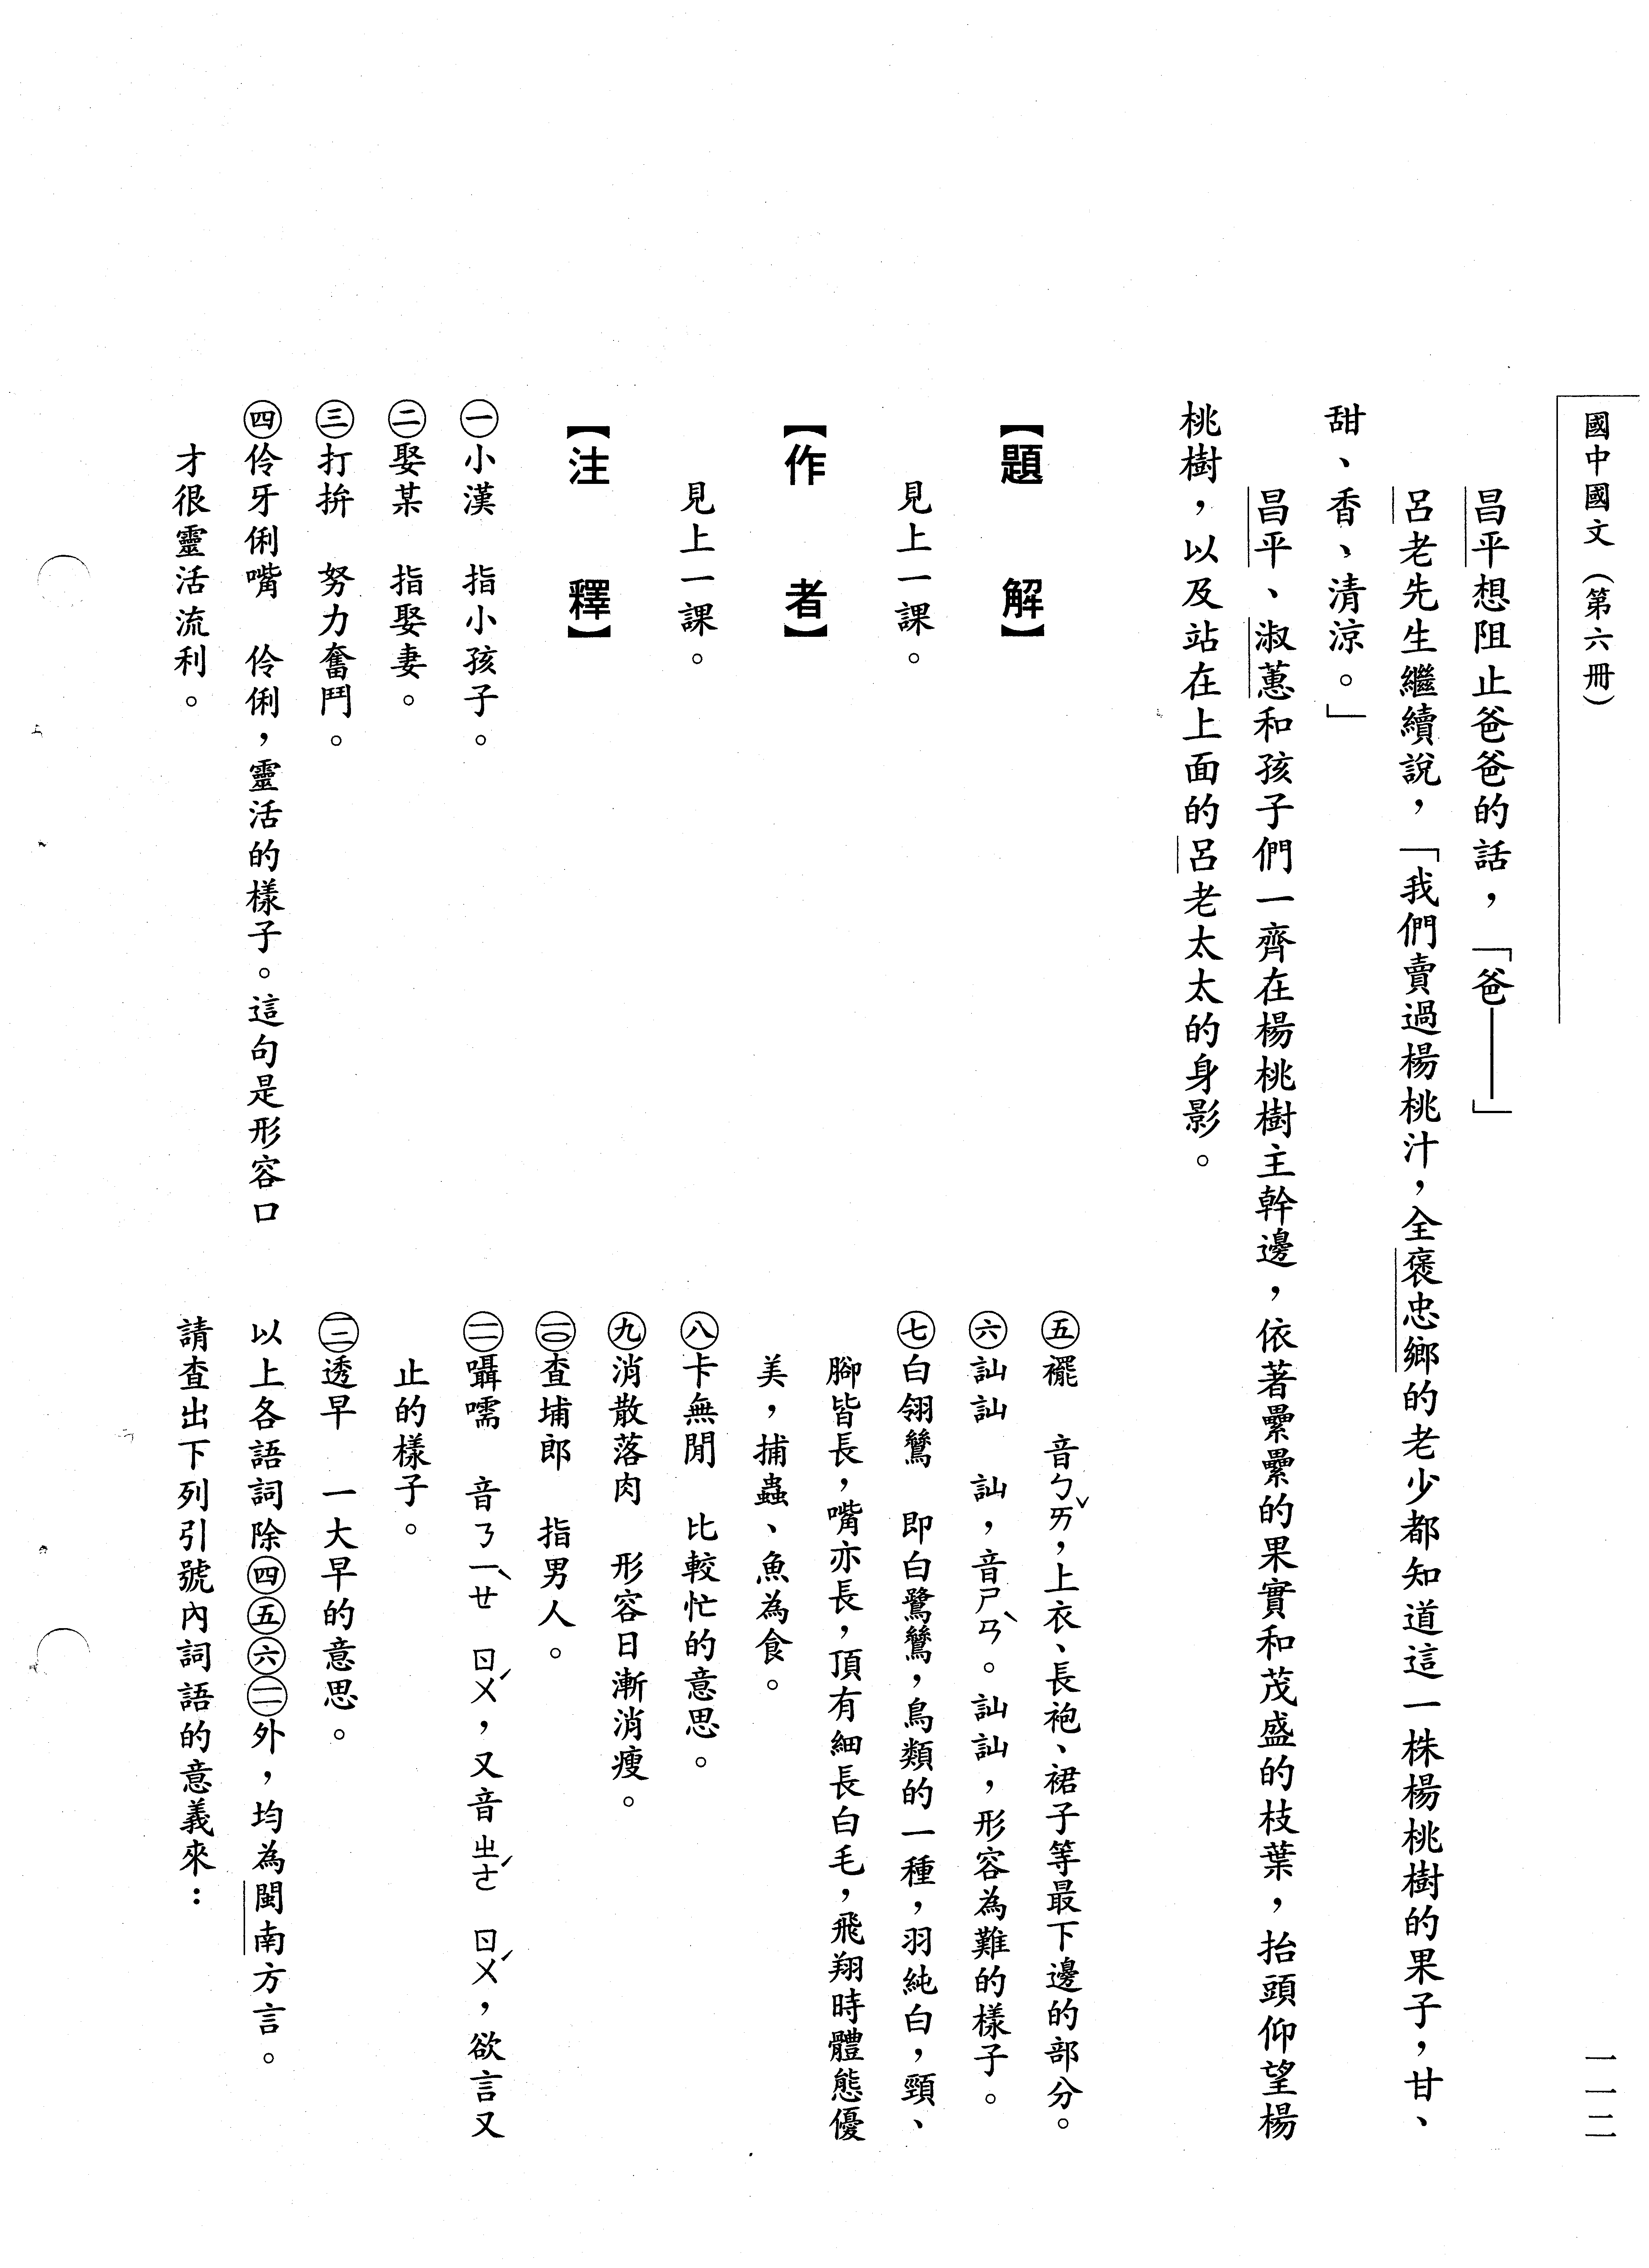 國中國文（第六冊）
一一二
昌平想阻止爸爸的話，「爸——」
呂老先生繼續說，「我們賣過楊桃汁，全褒忠鄉的老少都知道這一株楊桃樹的果子，甘、
甜、香、清涼。」
昌平、淑蕙和孩子們一齊在楊桃樹主幹邊，依著纍纍的果實和茂盛的枝葉，抬頭仰望楊
桃樹，以及站在上面的呂老太太的身影。
【題　解】
見上一課。
【作　者】
見上一課。
【注　釋】
㊀小漢　指小孩子。
㊁娶某　指娶妻。
㊂打拚　努力奮鬥。
㊃伶牙俐嘴　伶俐，靈活的樣子。這句是形容口
才很靈活流利。
㊄襬　音ㄅㄞˇ，上衣、長袍、裙子等最下邊的部分。
㊅訕訕　訕，音ㄕㄢˋ。訕訕，形容為難的樣子。
㊆白翎鷥　即白鷺鷥，鳥類的一種，羽純白，頸、
腳皆長，嘴亦長，頂有細長白毛，飛翔時體態優
美，捕蟲、魚為食。
㊇卡無閒　比較忙的意思。
㊈消散落肉　形容日漸消瘦。
(一〇)查埔郎　指男人。
(一一)囁嚅　音ㄋㄧㄝˋ ㄖㄨˊ，又音ㄓㄜˊ ㄖㄨˊ，欲言又
止的樣子。
(一二)透早　一大早的意思。
以上各語詞除㊃㊄㊅(一一)外，均為閩南方言。
請查出下列引號內詞語的意義來：